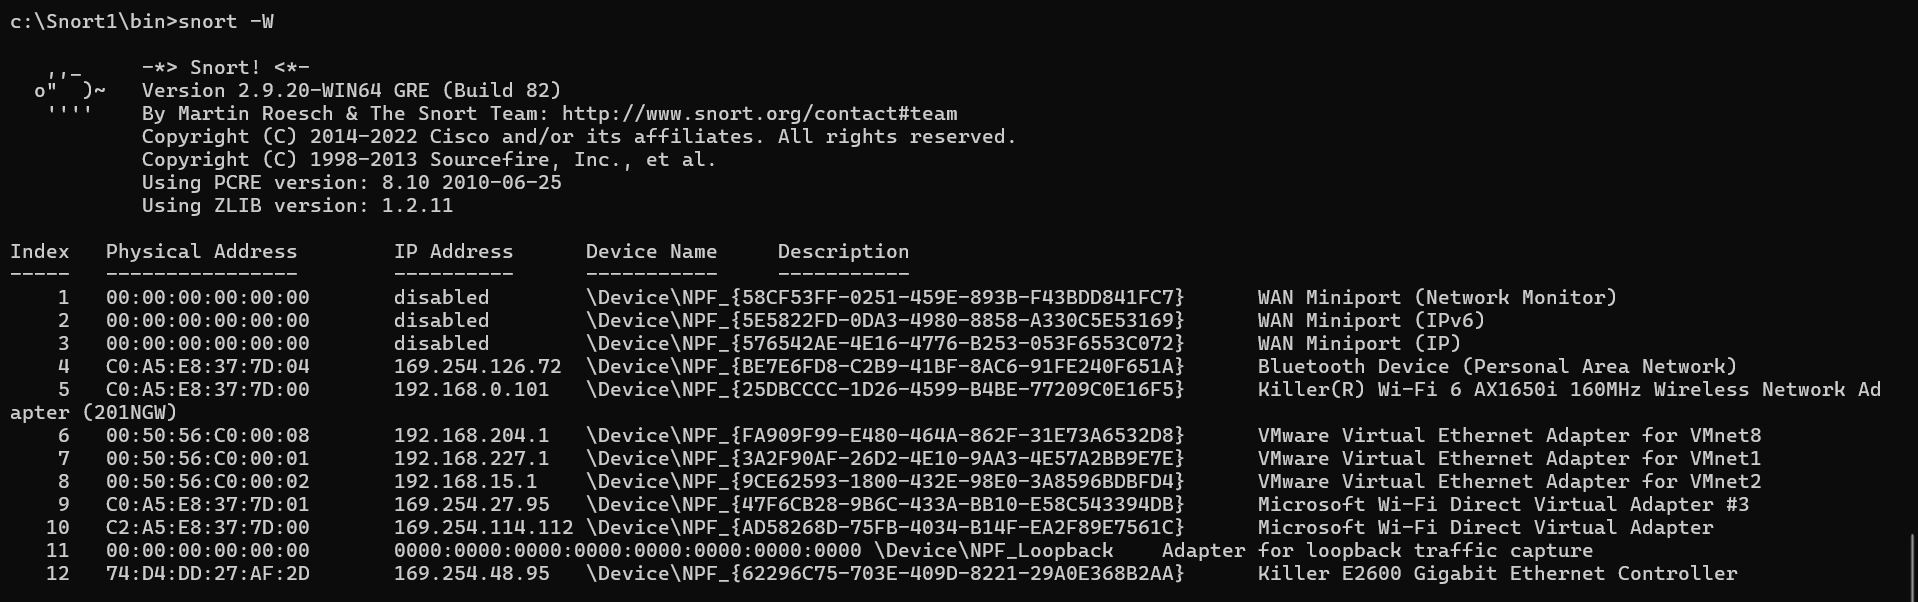 c:\Snort1\bin>snort -W

   ,,_     -*> Snort! <*-
  o"  )~   Version 2.9.20-WIN64 GRE (Build 82)
   ''''    By Martin Roesch & The Snort Team: http://www.snort.org/contact#team
           Copyright (C) 2014-2022 Cisco and/or its affiliates. All rights reserved.
           Copyright (C) 1998-2013 Sourcefire, Inc., et al.
           Using PCRE version: 8.10 2010-06-25
           Using ZLIB version: 1.2.11

Index   Physical Address        IP Address      Device Name     Description
-----   ----------------        ----------      -----------     -----------
    1   00:00:00:00:00:00       disabled        \Device\NPF_{58CF53FF-0251-459E-893B-F43BDD841FC7}      WAN Miniport (Network Monitor)
    2   00:00:00:00:00:00       disabled        \Device\NPF_{5E5822FD-0DA3-4980-8858-A330C5E53169}      WAN Miniport (IPv6)
    3   00:00:00:00:00:00       disabled        \Device\NPF_{576542AE-4E16-4776-B253-053F6553C072}      WAN Miniport (IP)
    4   C0:A5:E8:37:7D:04       169.254.126.72  \Device\NPF_{BE7E6FD8-C2B9-41BF-8AC6-91FE240F651A}      Bluetooth Device (Personal Area Network)
    5   C0:A5:E8:37:7D:00       192.168.0.101   \Device\NPF_{25DBCCCC-1D26-4599-B4BE-77209C0E16F5}      Killer(R) Wi-Fi 6 AX1650i 160MHz Wireless Network Ad
apter (201NGW)
    6   00:50:56:C0:00:08       192.168.204.1   \Device\NPF_{FA909F99-E480-464A-862F-31E73A6532D8}      VMware Virtual Ethernet Adapter for VMnet8
    7   00:50:56:C0:00:01       192.168.227.1   \Device\NPF_{3A2F90AF-26D2-4E10-9AA3-4E57A2BB9E7E}      VMware Virtual Ethernet Adapter for VMnet1
    8   00:50:56:C0:00:02       192.168.15.1    \Device\NPF_{9CE62593-1800-432E-98E0-3A8596BDBFD4}      VMware Virtual Ethernet Adapter for VMnet2
    9   C0:A5:E8:37:7D:01       169.254.27.95   \Device\NPF_{47F6CB28-9B6C-433A-BB10-E58C543394DB}      Microsoft Wi-Fi Direct Virtual Adapter #3
   10   C2:A5:E8:37:7D:00       169.254.114.112 \Device\NPF_{AD58268D-75FB-4034-B14F-EA2F89E7561C}      Microsoft Wi-Fi Direct Virtual Adapter
   11   00:00:00:00:00:00       0000:0000:0000:0000:0000:0000:0000:0000 \Device\NPF_Loopback    Adapter for loopback traffic capture
   12   74:D4:DD:27:AF:2D       169.254.48.95   \Device\NPF_{62296C75-703E-409D-8221-29A0E368B2AA}      Killer E2600 Gigabit Ethernet Controller